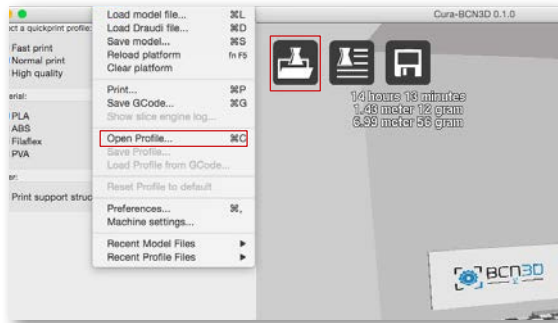 Cura-BCN3D 0.1.0
ct a quickprint profile:
Fast print
Normal print
High quality
erial:
PLA
ABS
Filaflex
PVA
er:
Print support struc
Load model file... ⌘L
Load Draudi file... ⌘D
Save model... ⌘S
Reload platform fn F5
Clear platform
Print... ⌘P
Save GCode... ⌘G
Show slice engine log...
Open Profile... ⌘C
Save Profile...
Load Profile from GCode...
Reset Profile to default
Preferences... ⌘,
Machine settings...
Recent Model Files ▶
Recent Profile Files ▶
14 hours 13 minutes
1.43 meter 12 gram
6.99 meter 56 gram
BCN3D